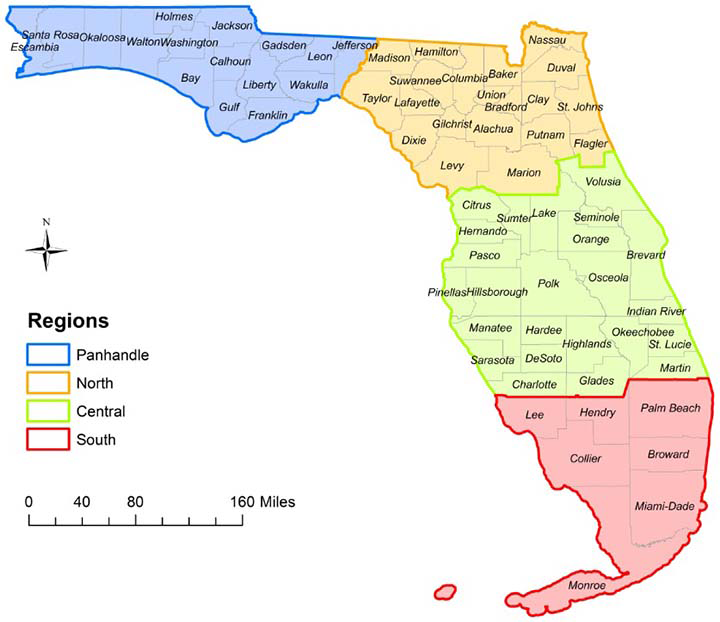 Holmes
Jackson
Santa Rosa
Okaloosa
Walton
Washington
Escambia
Gadsden
Jefferson
Leon
Calhoun
Bay
Liberty
Wakulla
Gulf
Franklin
Nassau
Hamilton
Madison
Duval
Suwannee
Columbia
Baker
Union
Taylor
Lafayette
Bradford
Clay
St. Johns
Gilchrist
Alachua
Putnam
Dixie
Flagler
Levy
Marion
Volusia
Citrus
Sumter
Lake
Seminole
Hernando
Orange
Pasco
Brevard
Osceola
Polk
Pinellas
Hillsborough
Indian River
Manatee
Hardee
Okeechobee
Highlands
St. Lucie
Sarasota
DeSoto
Martin
Charlotte
Glades
Lee
Hendry
Palm Beach
Collier
Broward
Miami-Dade
Monroe
N
Regions
Panhandle
North
Central
South
0 40 80 160 Miles